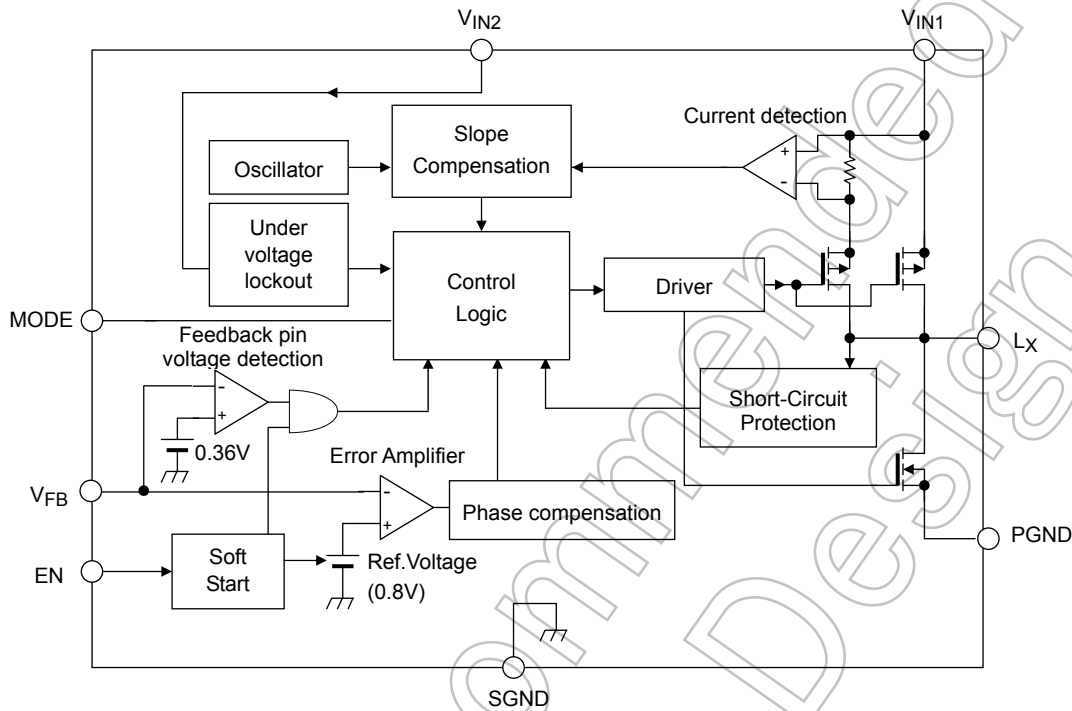 VIN2
VIN1
Current detection
Slope
Compensation
+
-
Oscillator
Under
voltage
lockout
Control
Logic
Driver
MODE
Feedback pin
voltage detection
LX
-
+
Short-Circuit
Protection
0.36V
Error Amplifier
VFB
-
+
Phase compensation
PGND
EN
Soft
Start
Ref.Voltage
(0.8V)
SGND
ommended
Design